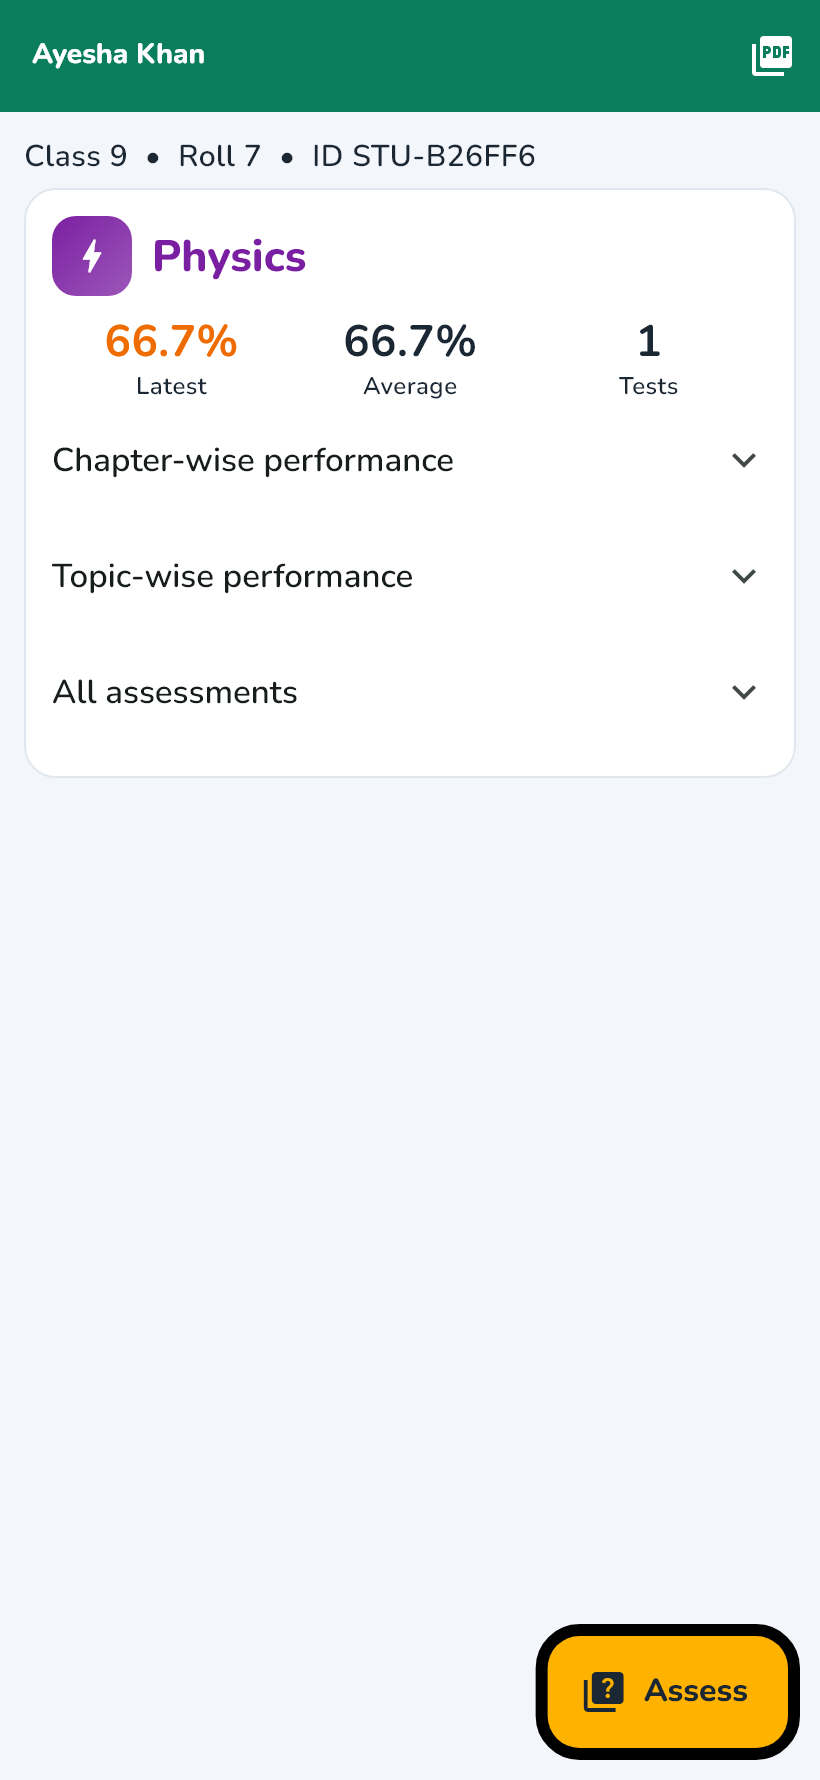 Ayesha Khan
PDF
Class 9 • Roll 7 • ID STU-B26FF6
Physics
66.7% 66.7% 1
Latest Average Tests
Chapter-wise performance
Topic-wise performance
All assessments
? Assess